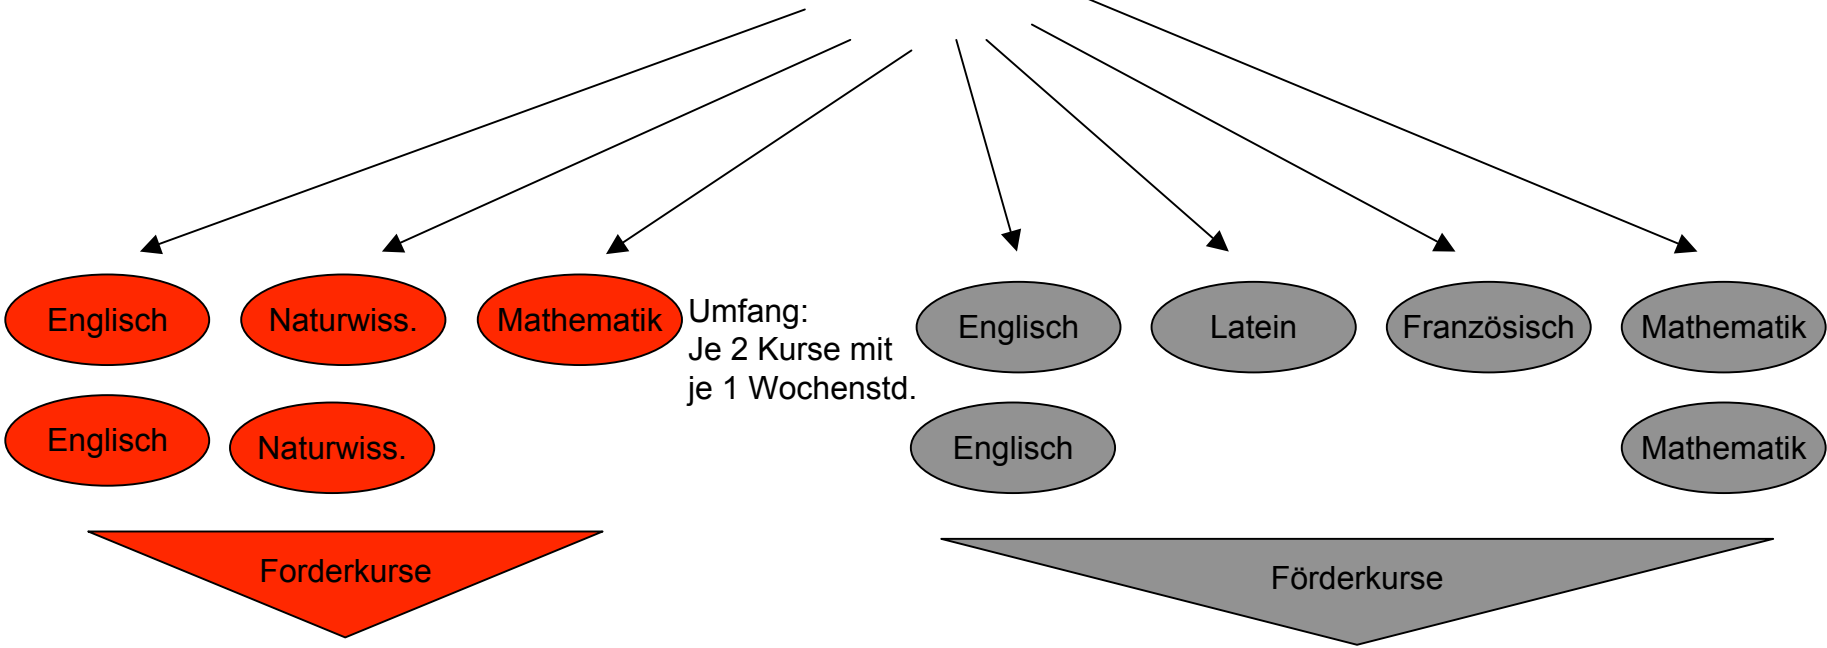 Englisch
Naturwiss.
Mathematik
Umfang:
Je 2 Kurse mit
je 1 Wochenstd.
Englisch
Latein
Französisch
Mathematik
Englisch
Naturwiss.
Englisch
Mathematik
Forderkurse
Förderkurse